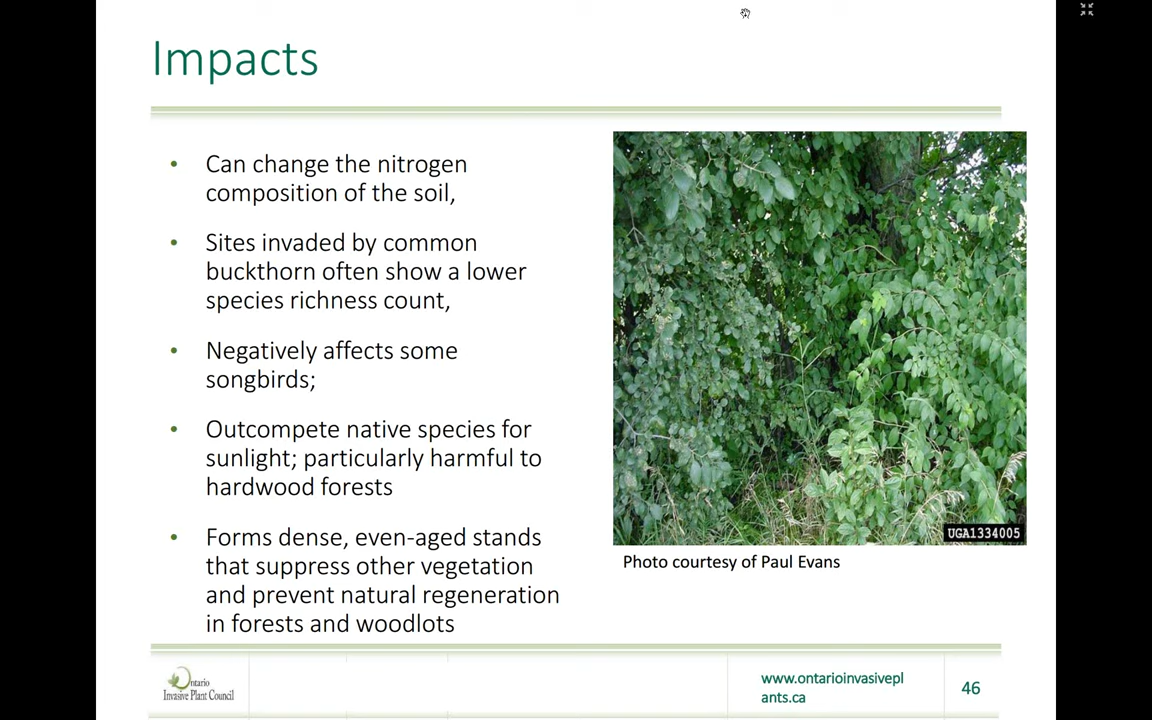 Impacts
• Can change the nitrogen
composition of the soil,
• Sites invaded by common
buckthorn often show a lower
species richness count,
• Negatively affects some
songbirds;
• Outcompete native species for
sunlight; particularly harmful to
hardwood forests
• Forms dense, even-aged stands
that suppress other vegetation
and prevent natural regeneration
in forests and woodlots
UGA1334005
Photo courtesy of Paul Evans
Ontario
Invasive Plant Council
www.ontarioinvasivepl
ants.ca
46